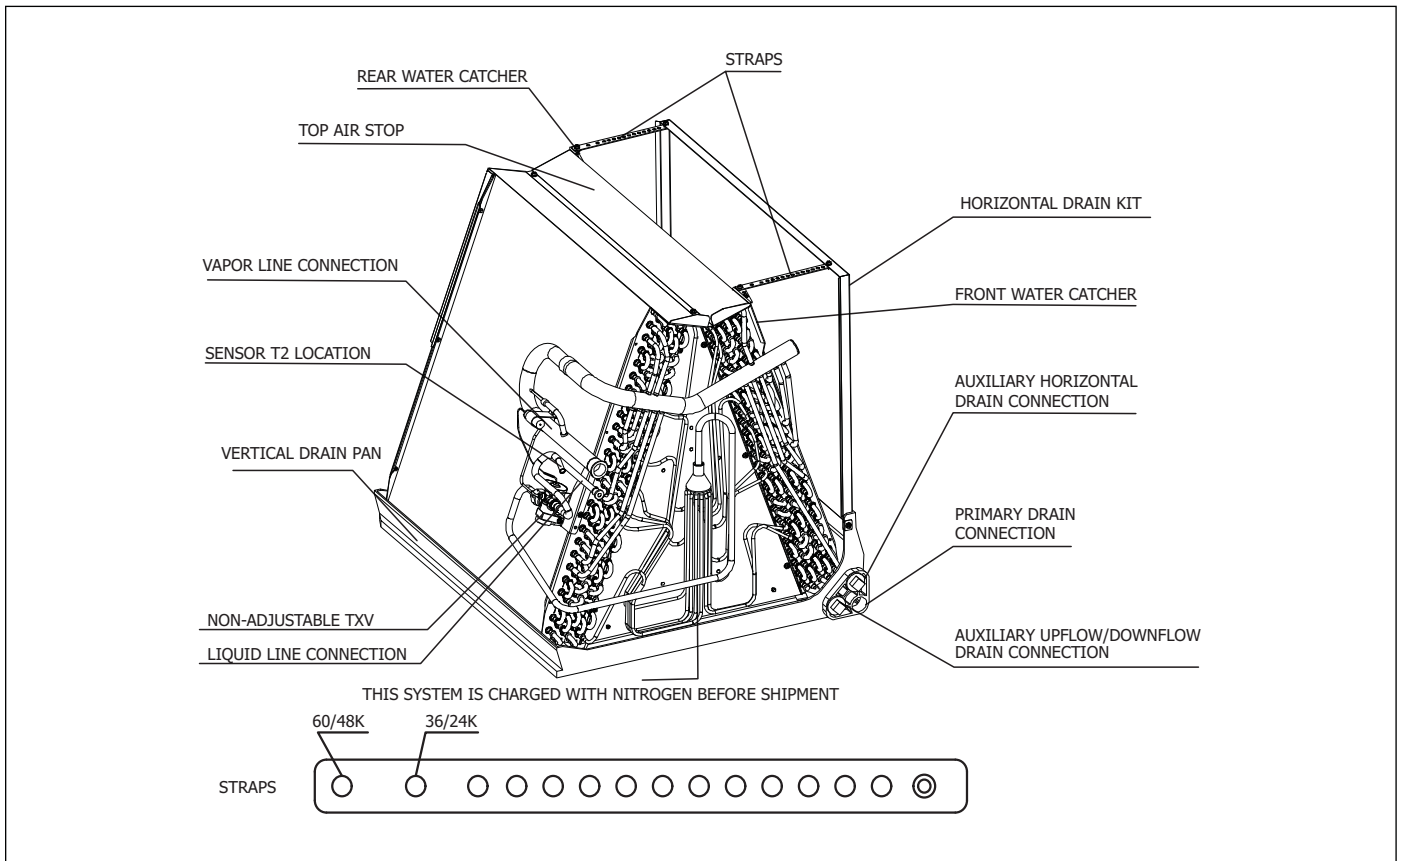 STRAPS
REAR WATER CATCHER
TOP AIR STOP
HORIZONTAL DRAIN KIT
VAPOR LINE CONNECTION
FRONT WATER CATCHER
SENSOR T2 LOCATION
AUXILIARY HORIZONTAL
DRAIN CONNECTION
VERTICAL DRAIN PAN
PRIMARY DRAIN
CONNECTION
NON-ADJUSTABLE TXV
LIQUID LINE CONNECTION
AUXILIARY UPFLOW/DOWNFLOW
DRAIN CONNECTION
THIS SYSTEM IS CHARGED WITH NITROGEN BEFORE SHIPMENT
60/48K
36/24K
STRAPS